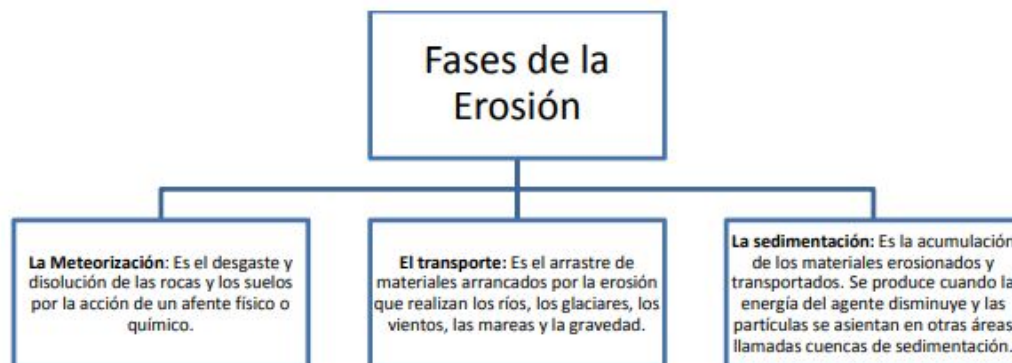 Fases de la
Erosión
La Meteorización: Es el desgaste y
disolución de las rocas y los suelos
por la acción de un afente físico o
químico.
El transporte: Es el arrastre de
materiales arrancados por la erosión
que realizan los ríos, los glaciares, los
vientos, las mareas y la gravedad.
La sedimentación: Es la acumulación
de los materiales erosionados y
transportados. Se produce cuando la
energía del agente disminuye y las
partículas se asientan en otras áreas
llamadas cuencas de sedimentación.